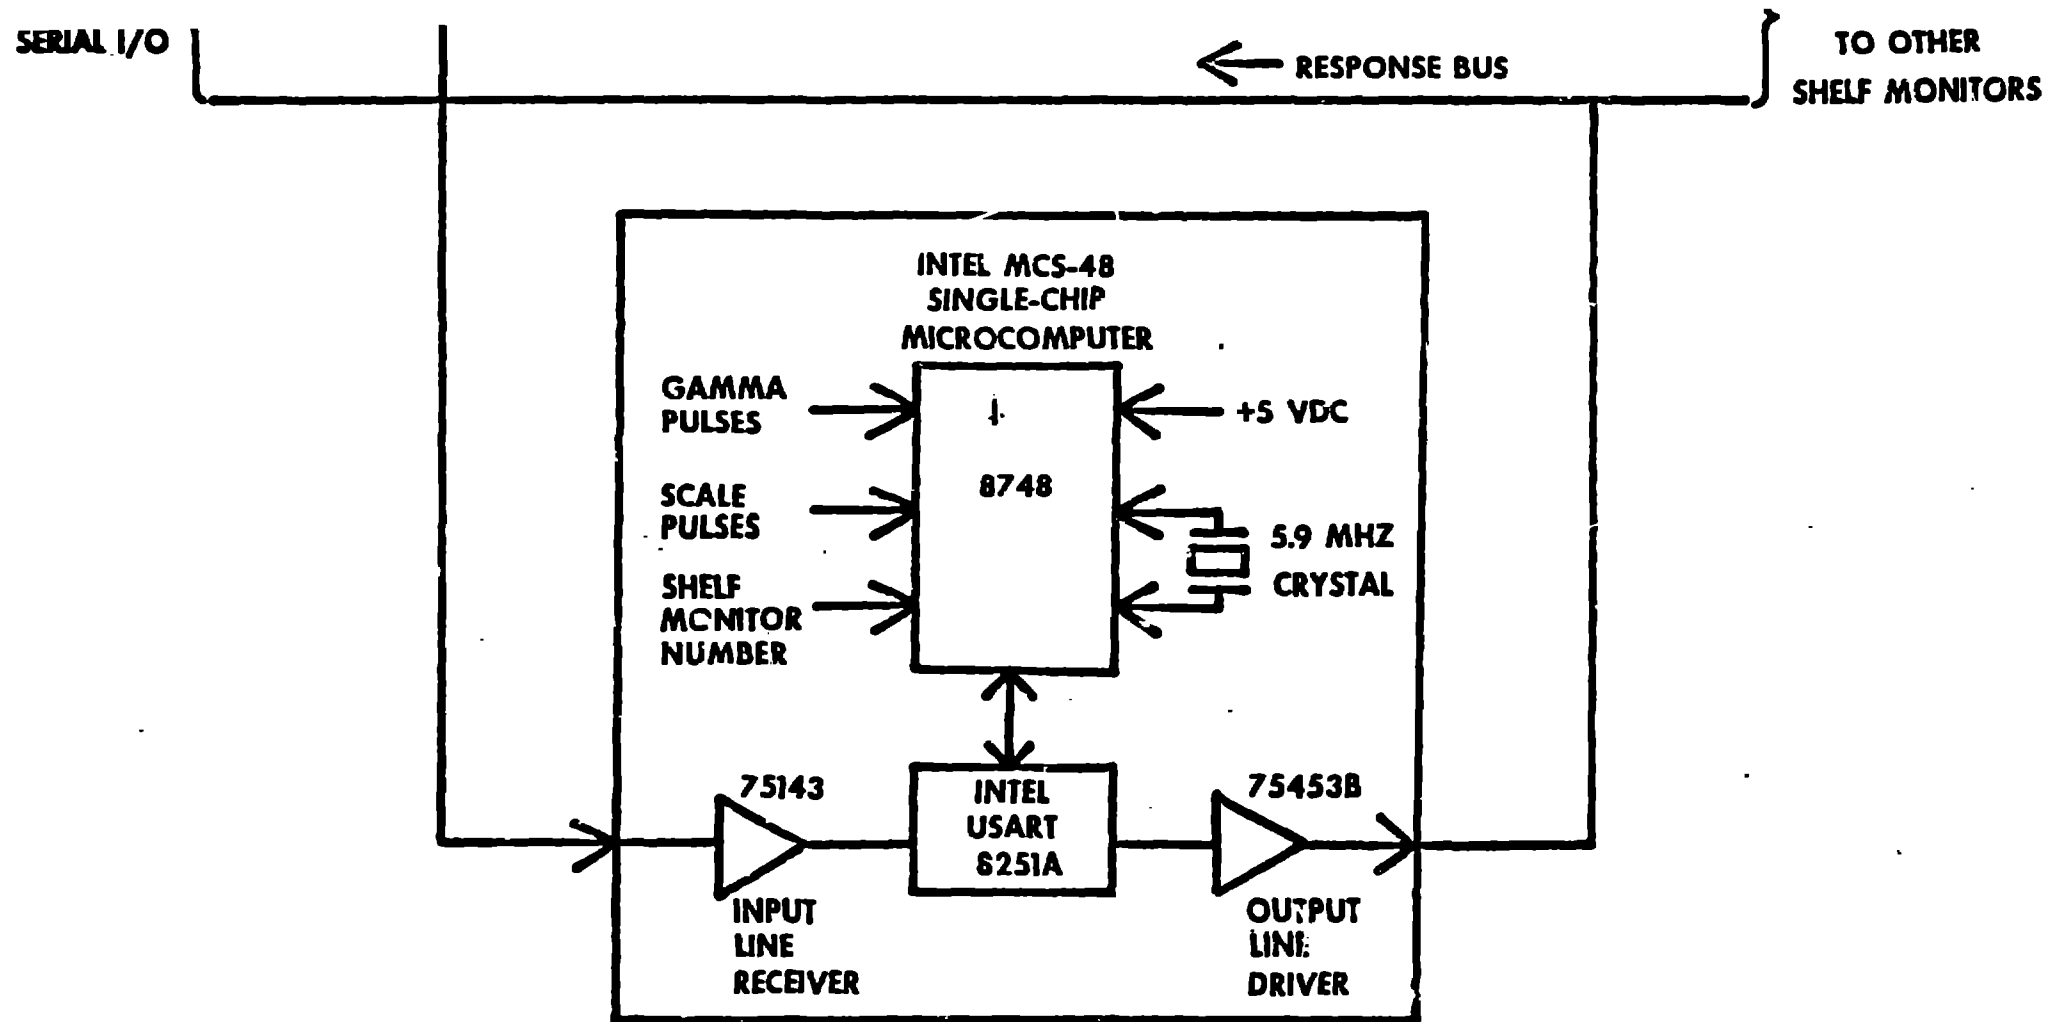 SERIAL I/O
RESPONSE BUS
TO OTHER
SHELF MONITORS
INTEL MCS-48
SINGLE-CHIP
MICROCOMPUTER
GAMMA
PULSES
+5 VDC
8748
SCALE
PULSES
5.9 MHZ
CRYSTAL
SHELF
MONITOR
NUMBER
75143
INTEL
USART
8251A
75453B
INPUT
LINE
RECEIVER
OUTPUT
LINE
DRIVER